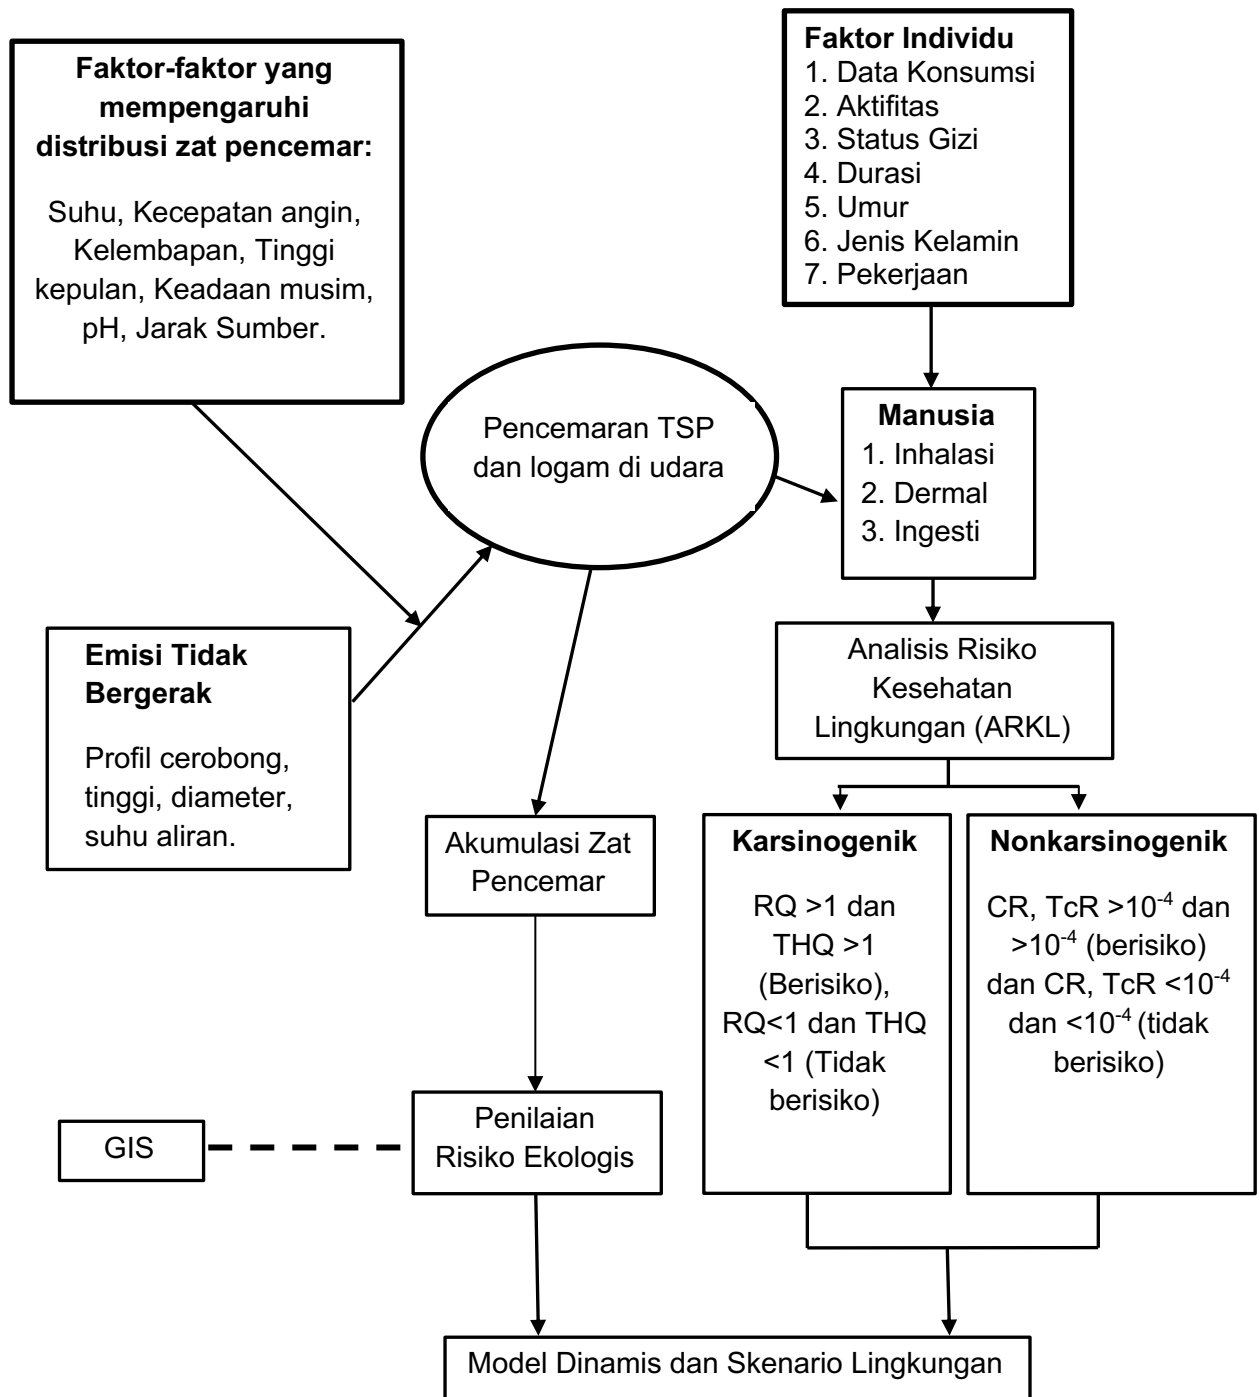 Faktor-faktor yang
mempengaruhi
distribusi zat pencemar:
Suhu, Kecepatan angin,
Kelembapan, Tinggi
kepulan, Keadaan musim,
pH, Jarak Sumber.
Faktor Individu
1. Data Konsumsi
2. Aktifitas
3. Status Gizi
4. Durasi
5. Umur
6. Jenis Kelamin
7. Pekerjaan
Pencemaran TSP
dan logam di udara
Manusia
1. Inhalasi
2. Dermal
3. Ingesti
Emisi Tidak
Bergerak
Profil cerobong,
tinggi, diameter,
suhu aliran.
Analisis Risiko
Kesehatan
Lingkungan (ARKL)
Akumulasi Zat
Pencemar
Karsinogenik
RQ >1 dan
THQ >1
(Berisiko),
RQ<1 dan THQ
<1 (Tidak
berisiko)
Nonkarsinogenik
CR, TcR >10⁻⁴ dan
>10⁻⁴ (berisiko)
dan CR, TcR <10⁻⁴
dan <10⁻⁴ (tidak
berisiko)
GIS
Penilaian
Risiko Ekologis
Model Dinamis dan Skenario Lingkungan